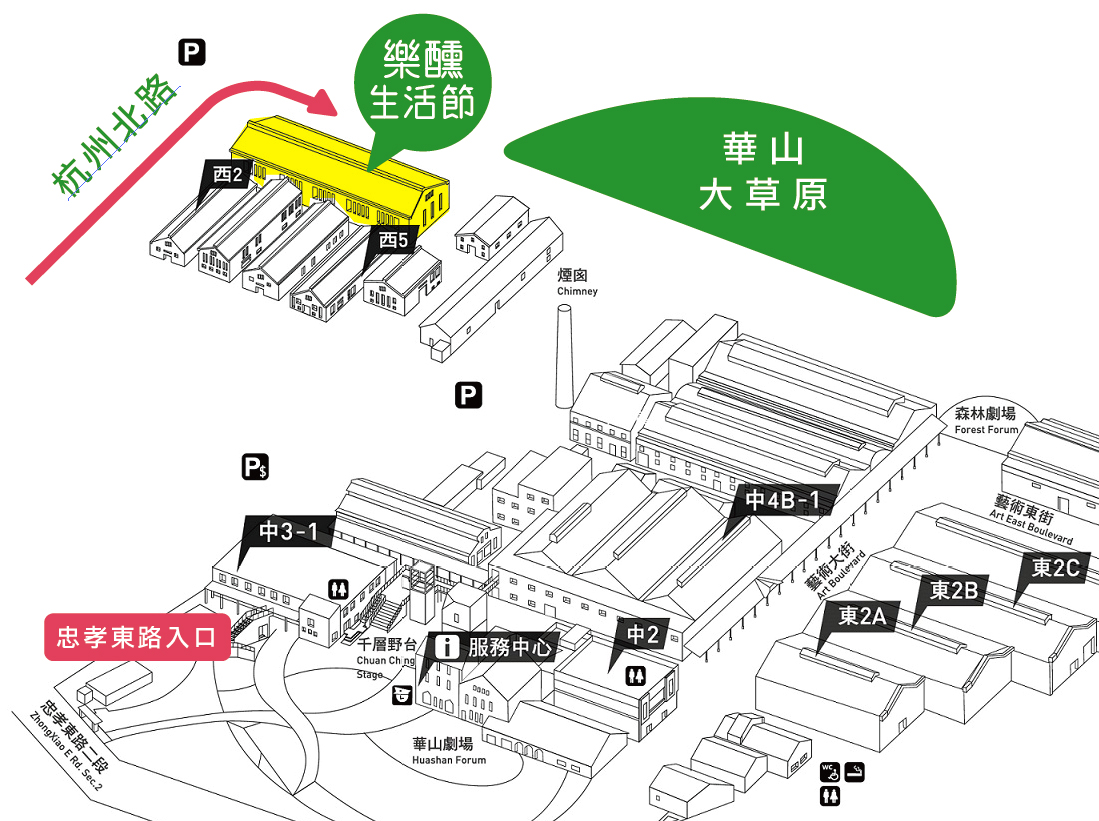 P
樂醺
生活節
杭州北路
華山
大草原
西2
西5
煙囪
Chimney
P
森林劇場
Forest Forum
P$
中4B-1
藝術東街
Art East Boulevard
中3-1
藝術大街
Art Boulevard
東2C
東2B
東2A
忠孝東路入口
千層野台
Chuan Ching
Stage
i 服務中心
中2
忠孝東路二段
ZhongXiao E Rd. Sec.2
華山劇場
Huashan Forum
WC